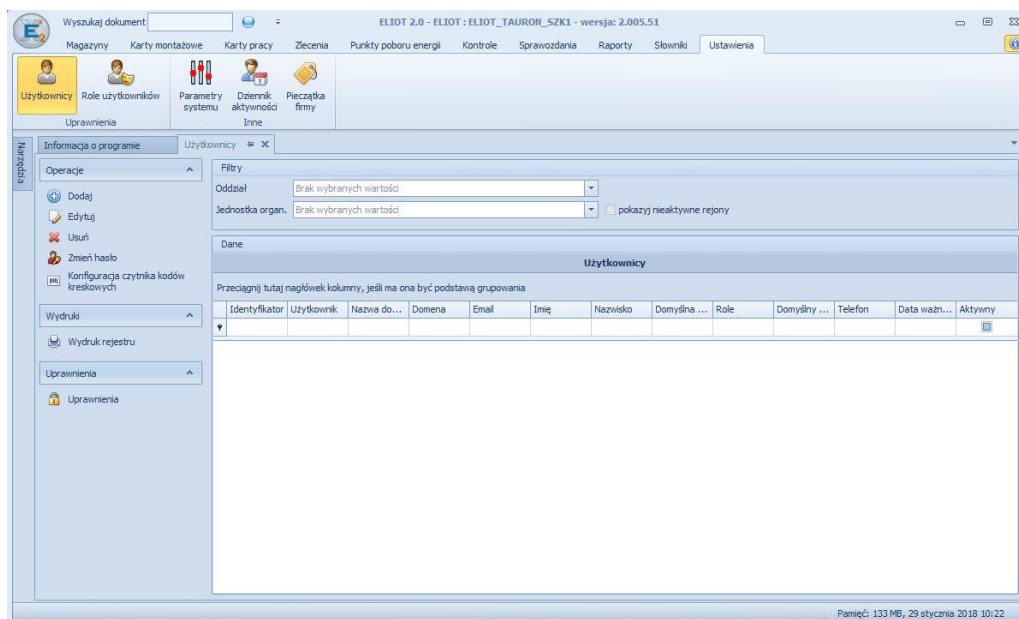 Wyszukaj dokument
ELIOT 2.0 - ELIOT : ELIOT_TAURON_SZK1 - wersja: 2.005.51
E2
Magazyny Karty montażowe Karty pracy Zlecenia Punkty poboru energii Kontrole Sprawozdania Raporty Słowniki Ustawienia
Użytkownicy Role użytkowników Parametry systemu Dziennik aktywności Pieczątka firmy
Uprawnienia Inne
Narzędzia
Informacja o programie Użytkownicy
Operacje
Dodaj
Edytuj
Usuń
Zmień hasło
Konfiguracja czytnika kodów
kreskowych
Wydruki
Wydruk rejestru
Uprawnienia
Uprawnienia
Filtry
Oddział Brak wybranych wartości
Jednostka organ. Brak wybranych wartości pokazyj nieaktywne rejony
Dane
Użytkownicy
Przeciągnij tutaj nagłówek kolumny, jeśli ma ona być podstawą grupowania
Identyfikator Użytkownik Nazwa do... Domena Email Imię Nazwisko Domyślna ... Role Domyślny ... Telefon Data ważn... Aktywny
Pamięć: 133 MB, 29 stycznia 2018 10:22